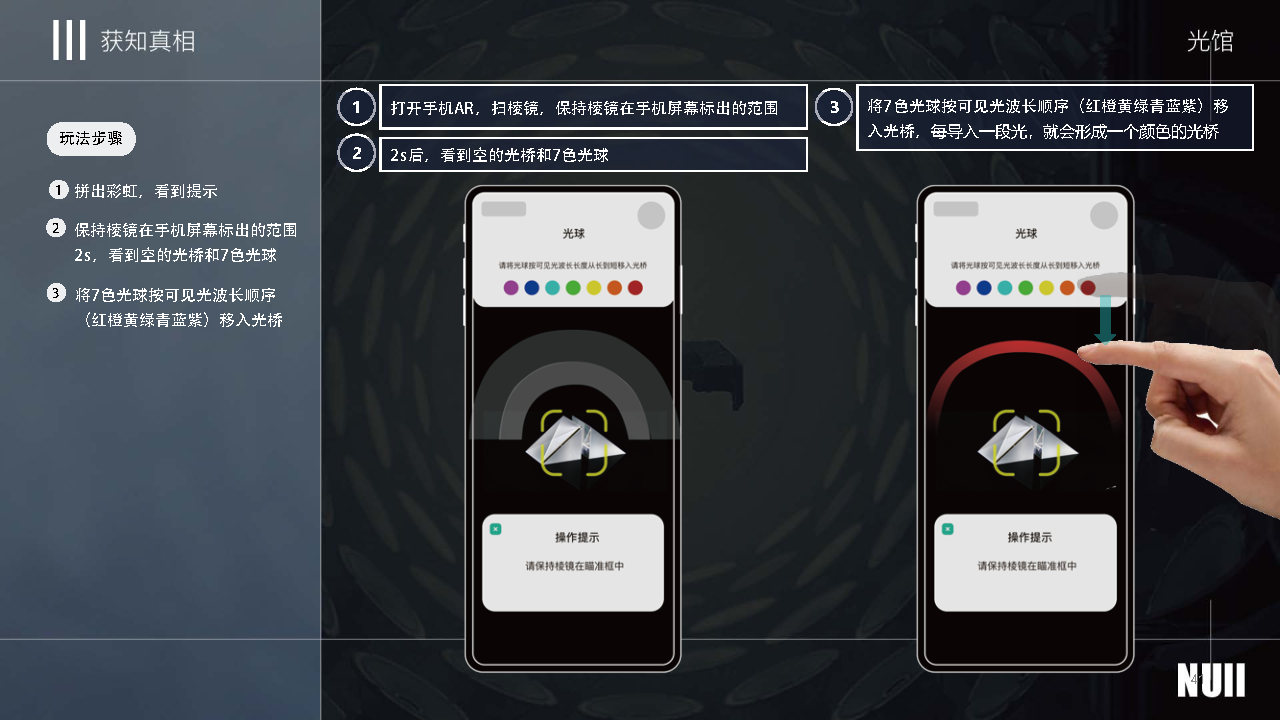 获知真相
光馆
玩法步骤
1 拼出彩虹，看到提示
2 保持棱镜在手机屏幕标出的范围
2s，看到空的光桥和7色光球
3 将7色光球按可见光波长顺序
（红橙黄绿青蓝紫）移入光桥
1 打开手机AR，扫棱镜，保持棱镜在手机屏幕标出的范围
2 2s后，看到空的光桥和7色光球
3 将7色光球按可见光波长顺序（红橙黄绿青蓝紫）移
入光桥，每导入一段光，就会形成一个颜色的光桥
光球
请将光球按可见光波长长度从长到短移入光桥
操作提示
请保持棱镜在瞄准框中
光球
请将光球按可见光波长长度从长到短移入光桥
操作提示
请保持棱镜在瞄准框中
NUII